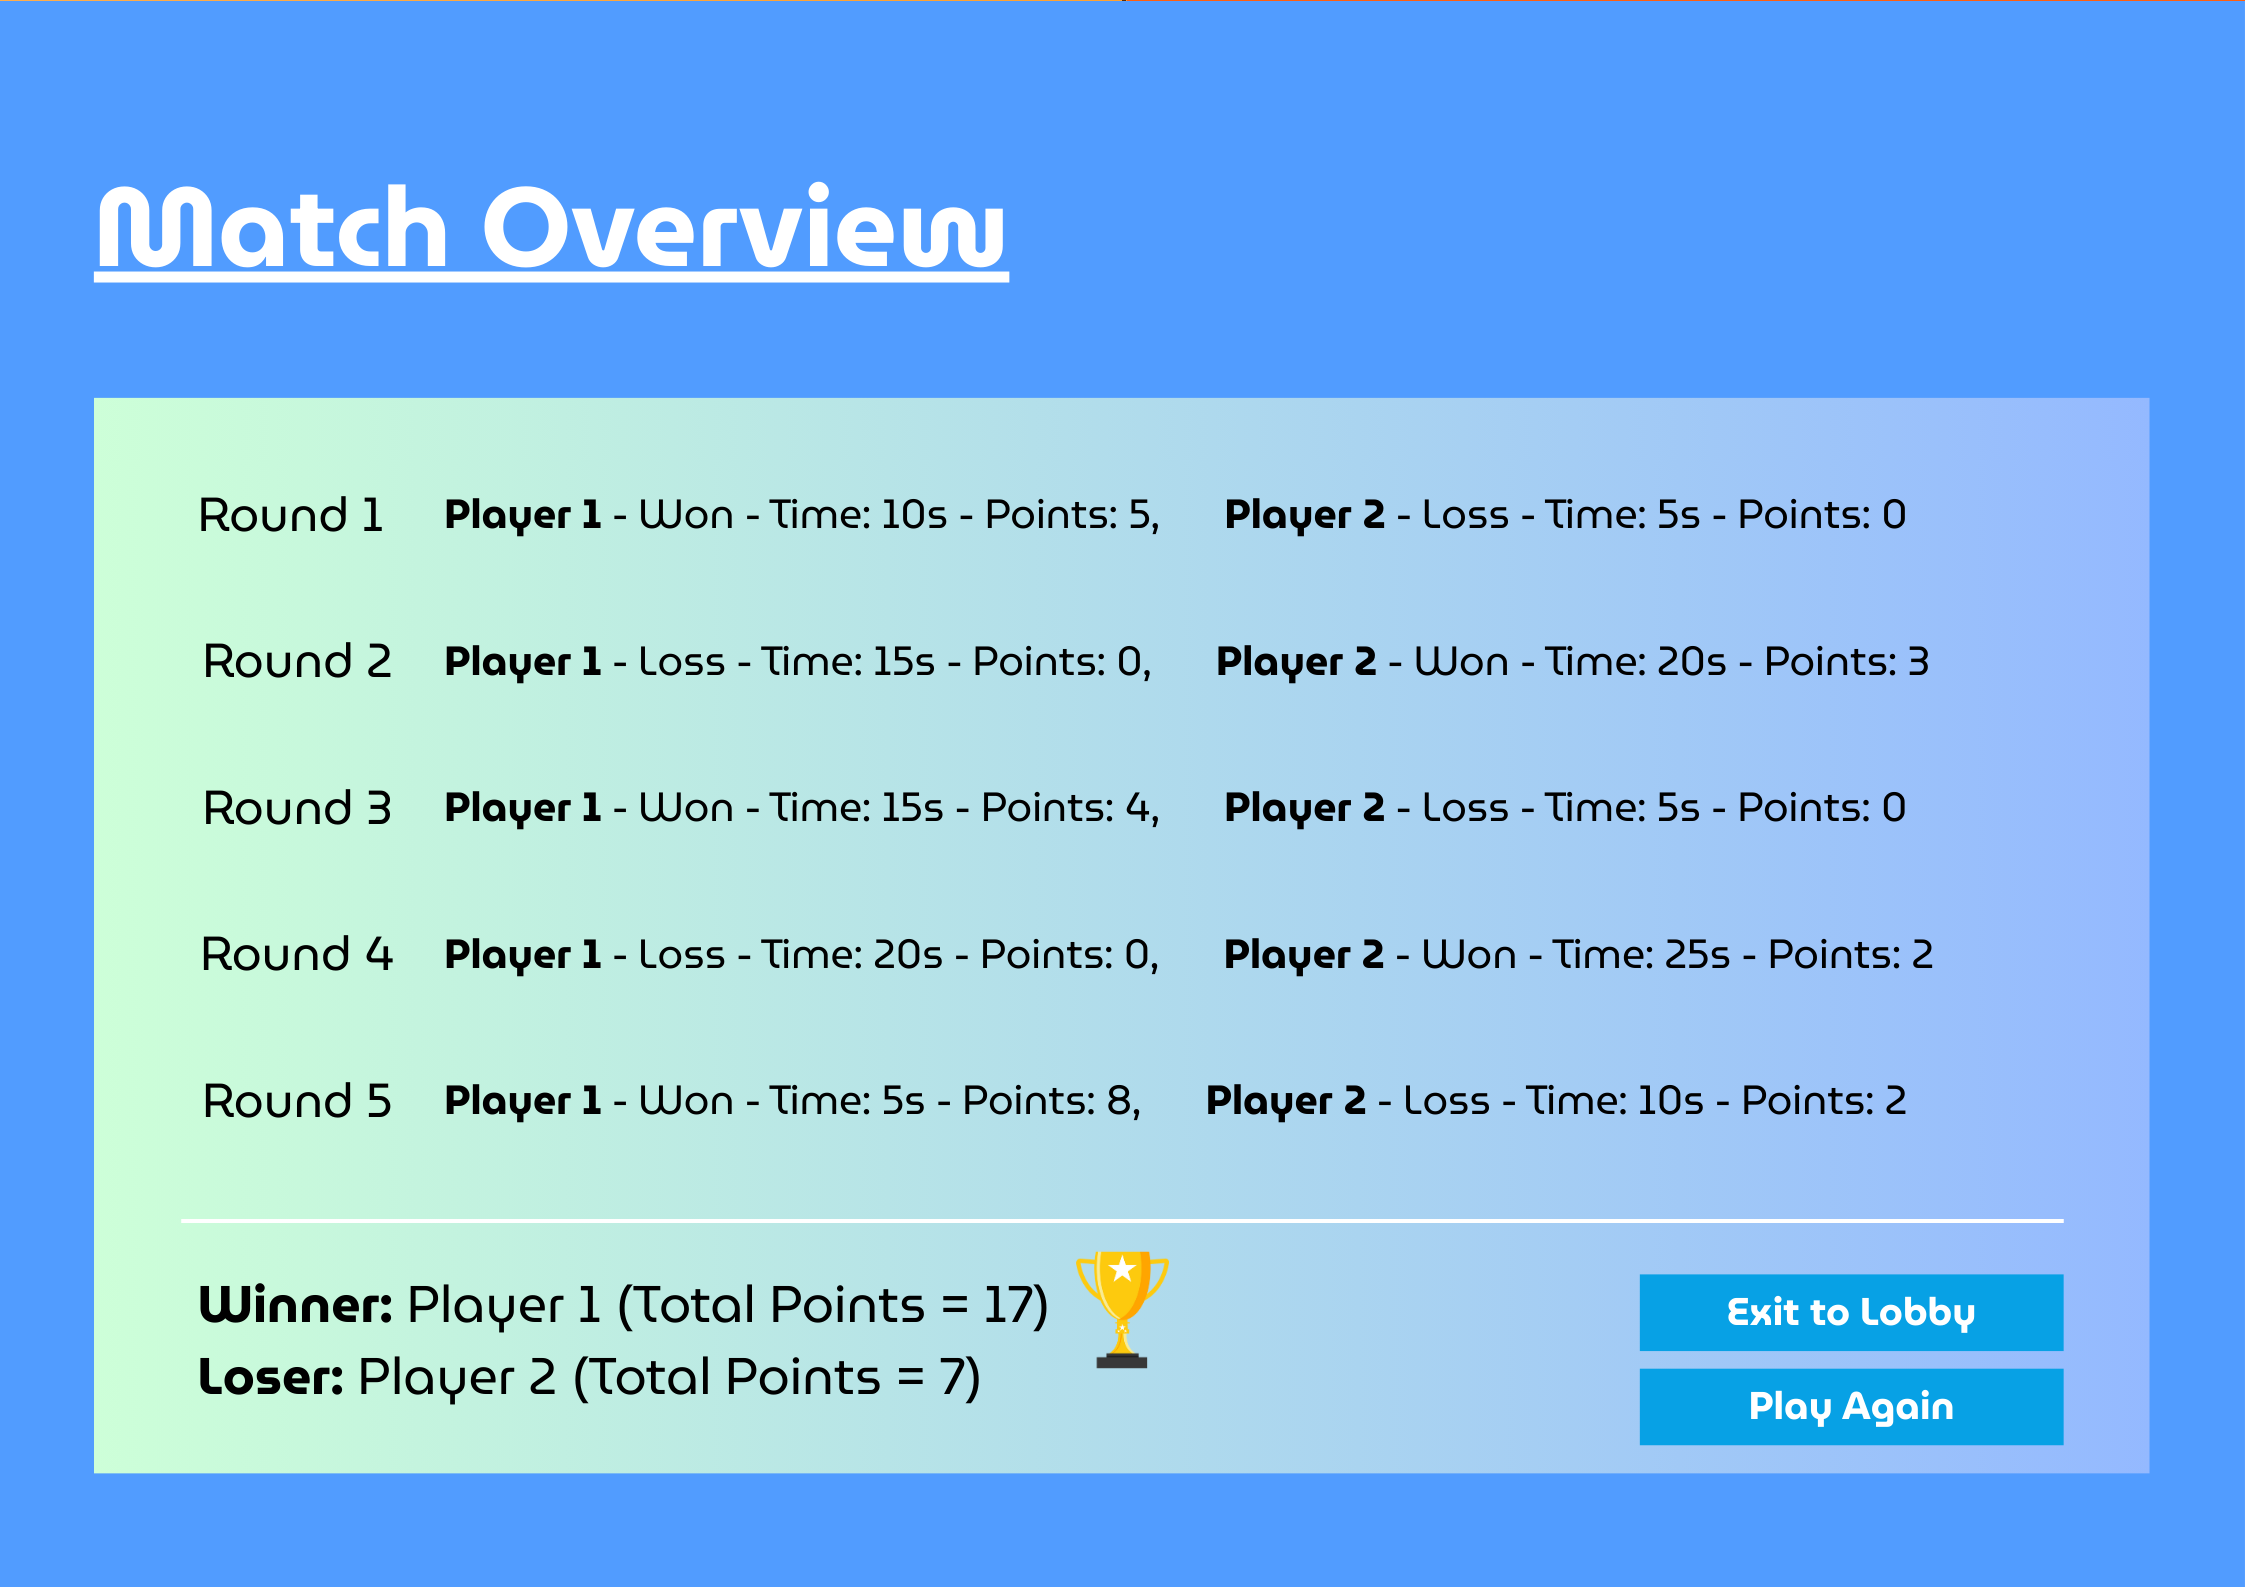 Match Overview
Round 1 Player 1 - Won - Time: 10s - Points: 5, Player 2 - Loss - Time: 5s - Points: 0
Round 2 Player 1 - Loss - Time: 15s - Points: 0, Player 2 - Won - Time: 20s - Points: 3
Round 3 Player 1 - Won - Time: 15s - Points: 4, Player 2 - Loss - Time: 5s - Points: 0
Round 4 Player 1 - Loss - Time: 20s - Points: 0, Player 2 - Won - Time: 25s - Points: 2
Round 5 Player 1 - Won - Time: 5s - Points: 8, Player 2 - Loss - Time: 10s - Points: 2
Winner: Player 1 (Total Points = 17)
Loser: Player 2 (Total Points = 7)
Exit to Lobby
Play Again